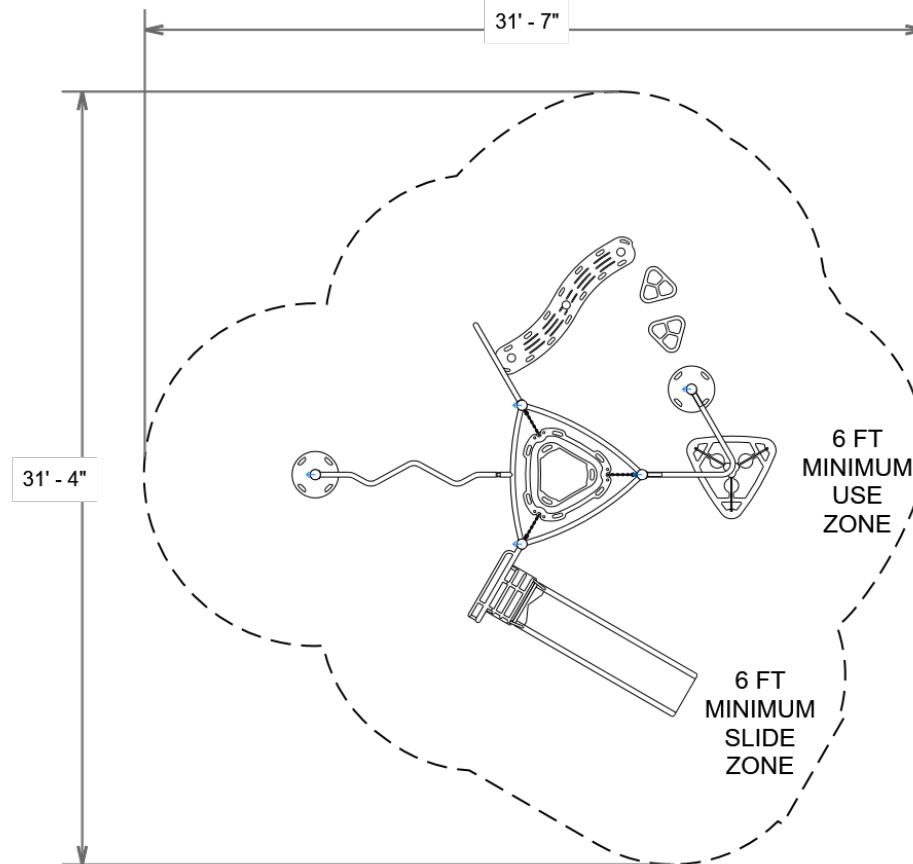 31' - 7"
31' - 4"
6 FT
MINIMUM
USE
ZONE
6 FT
MINIMUM
SLIDE
ZONE